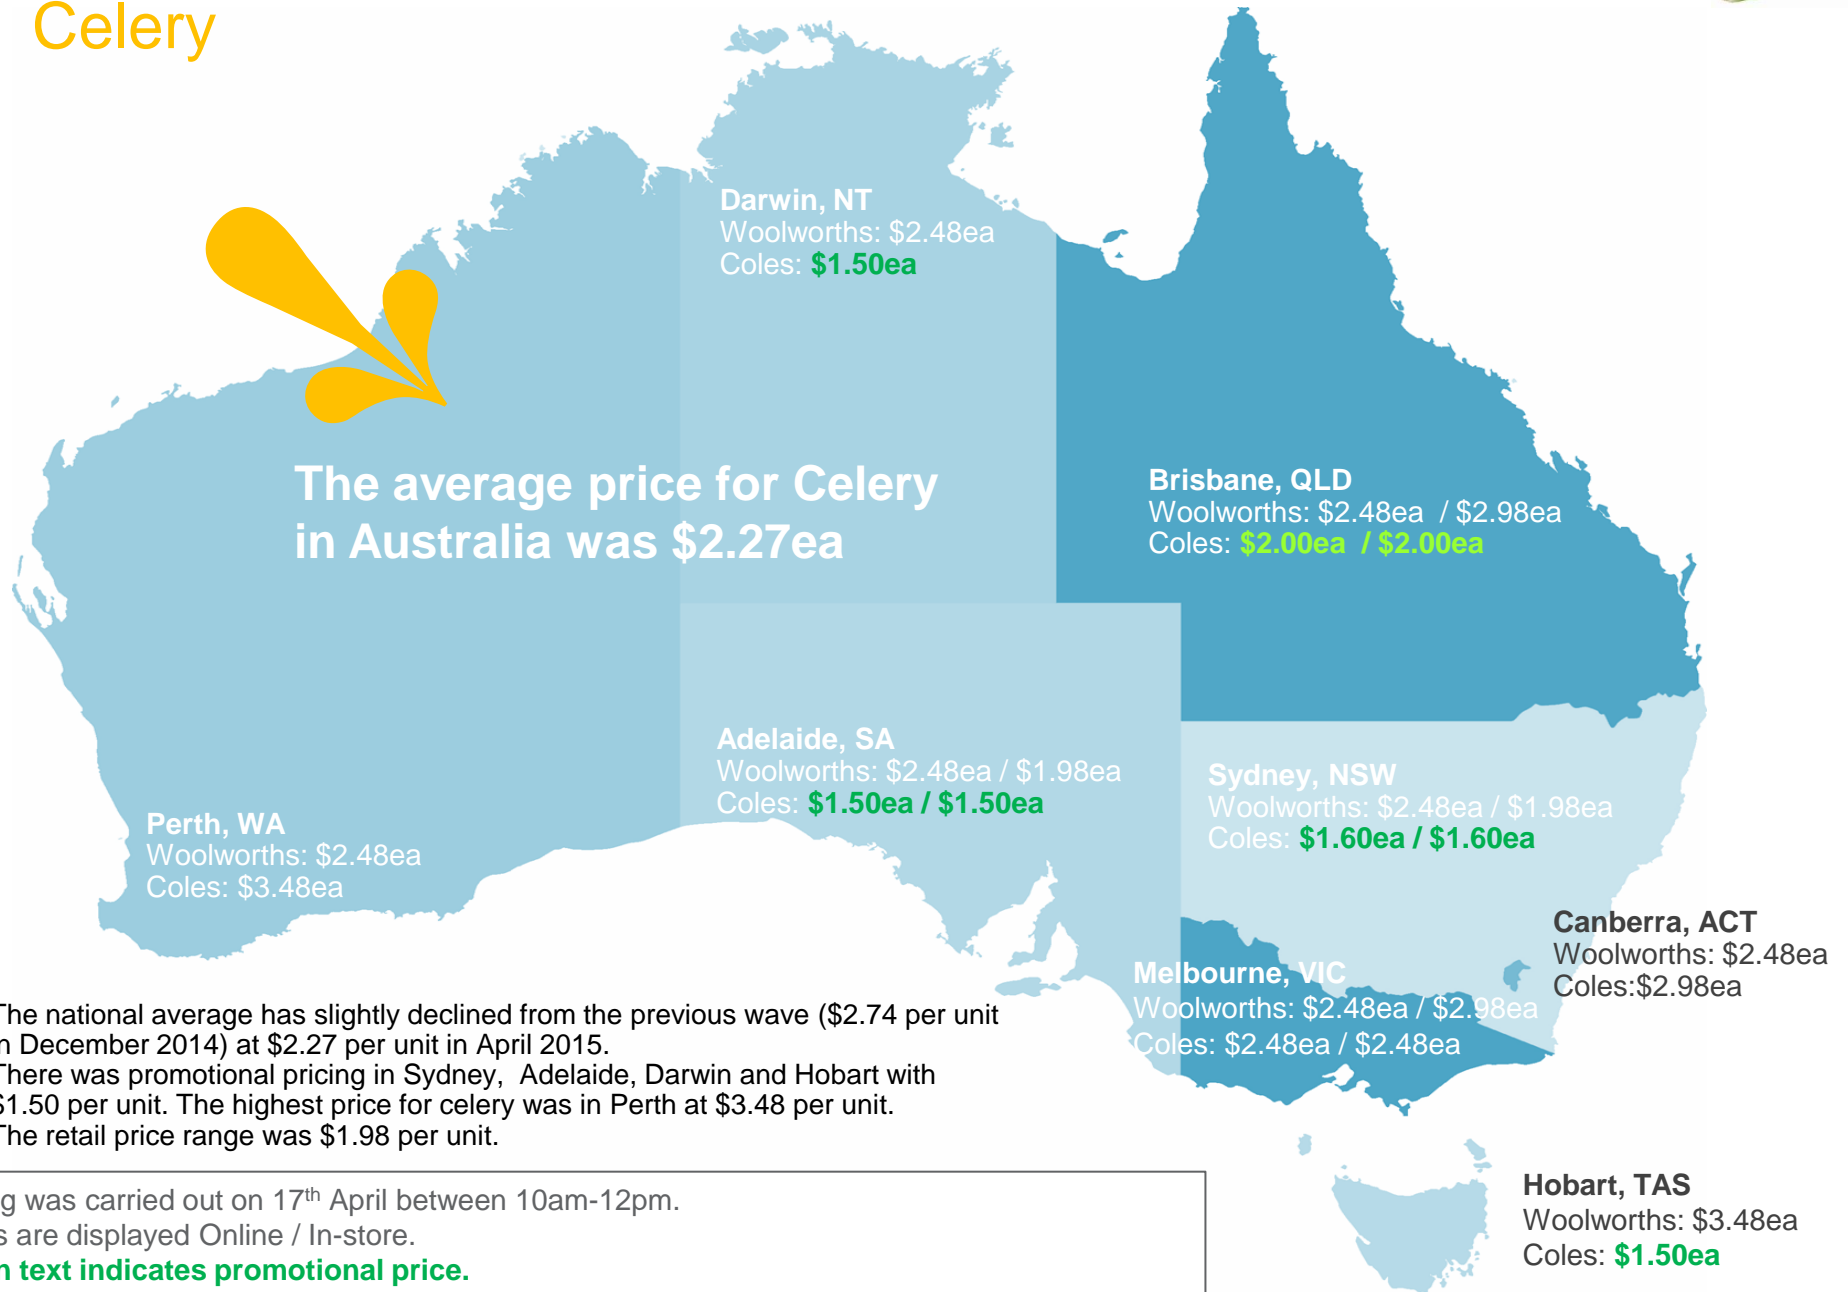 Celery
Darwin, NT
Woolworths: $2.48ea
Coles: $1.50ea
The average price for Celery
in Australia was $2.27ea
Brisbane, QLD
Woolworths: $2.48ea / $2.98ea
Coles: $2.00ea / $2.00ea
Adelaide, SA
Woolworths: $2.48ea / $1.98ea
Coles: $1.50ea / $1.50ea
Sydney, NSW
Woolworths: $2.48ea / $1.98ea
Coles: $1.60ea / $1.60ea
Perth, WA
Woolworths: $2.48ea
Coles: $3.48ea
Canberra, ACT
Woolworths: $2.48ea
Coles:$2.98ea
Melbourne, VIC
Woolworths: $2.48ea / $2.98ea
Coles: $2.48ea / $2.48ea
The national average has slightly declined from the previous wave ($2.74 per unit
n December 2014) at $2.27 per unit in April 2015.
There was promotional pricing in Sydney, Adelaide, Darwin and Hobart with
$1.50 per unit. The highest price for celery was in Perth at $3.48 per unit.
The retail price range was $1.98 per unit.
g was carried out on 17th April between 10am-12pm.
s are displayed Online / In-store.
n text indicates promotional price.
Hobart, TAS
Woolworths: $3.48ea
Coles: $1.50ea